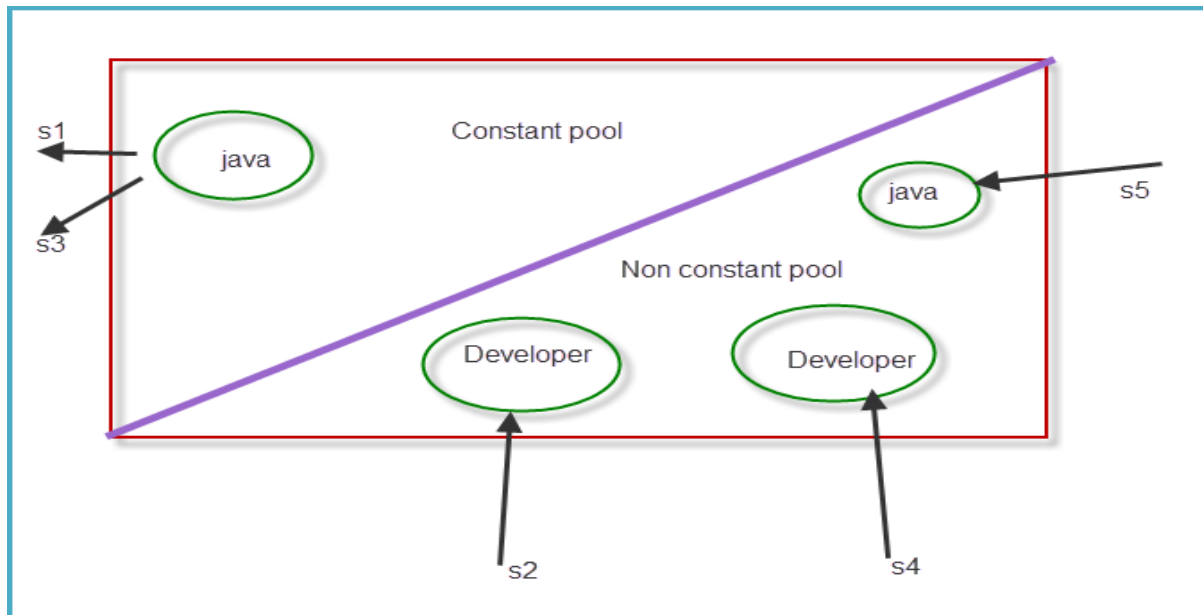 Constant pool
s1
java
java
s5
s3
Non constant pool
Developer
Developer
s2
s4